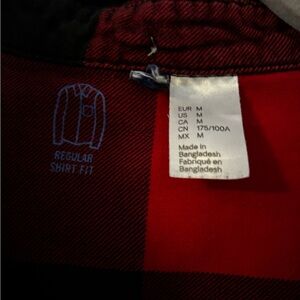 REGULAR
SHIRT FIT
EUR M
US M
CA M
CN 175/100A
MX M
Made in
Bangladesh
Fabriqué en
Bangladesh